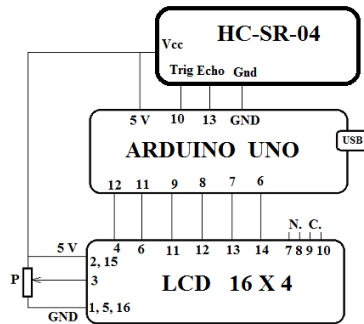 HC-SR-04
Vcc
Trig Echo Gnd
5 V 10 13 GND
USB
ARDUINO UNO
12 11 9 8 7 6
N. C.
4 6 11 12 13 14 7 8 9 10
5 V 2, 15
P 3
LCD 16 X 4
GND 1, 5, 16